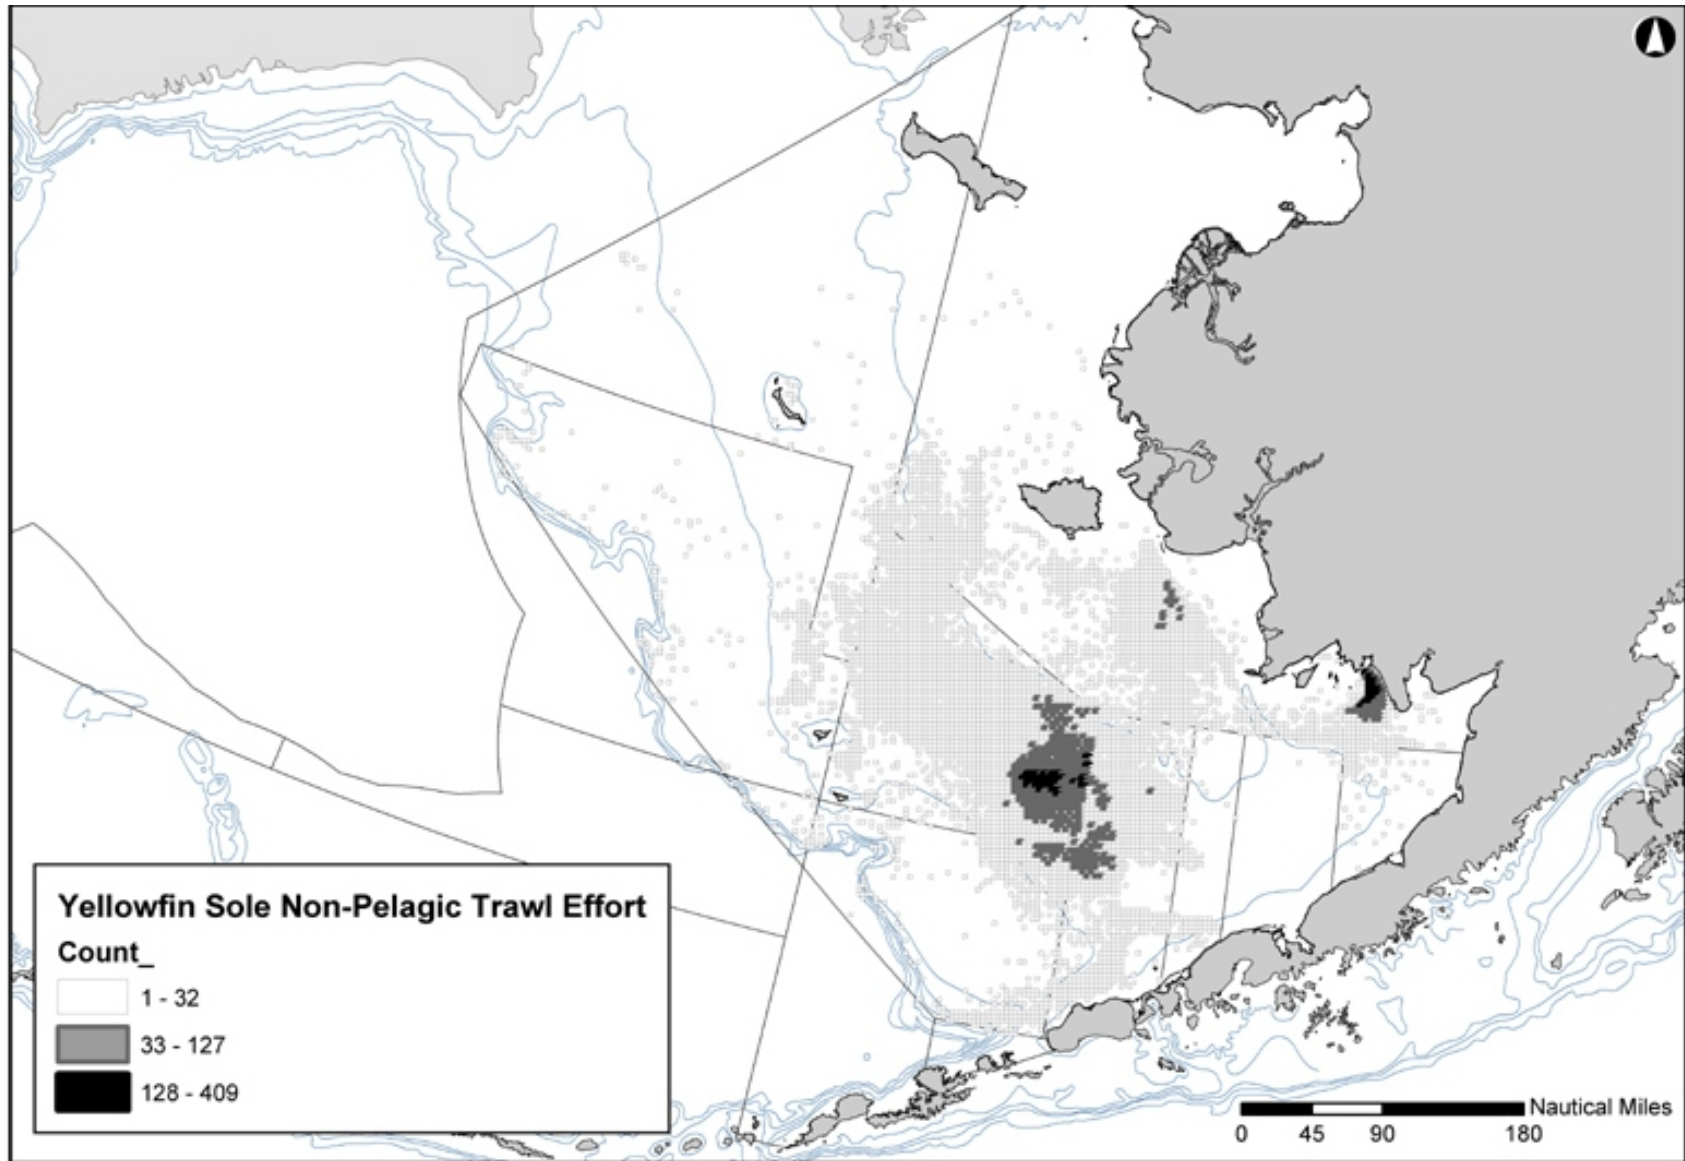 Yellowfin Sole Non-Pelagic Trawl Effort
Count_
1 - 32
33 - 127
128 - 409
Nautical Miles
0 45 90 180